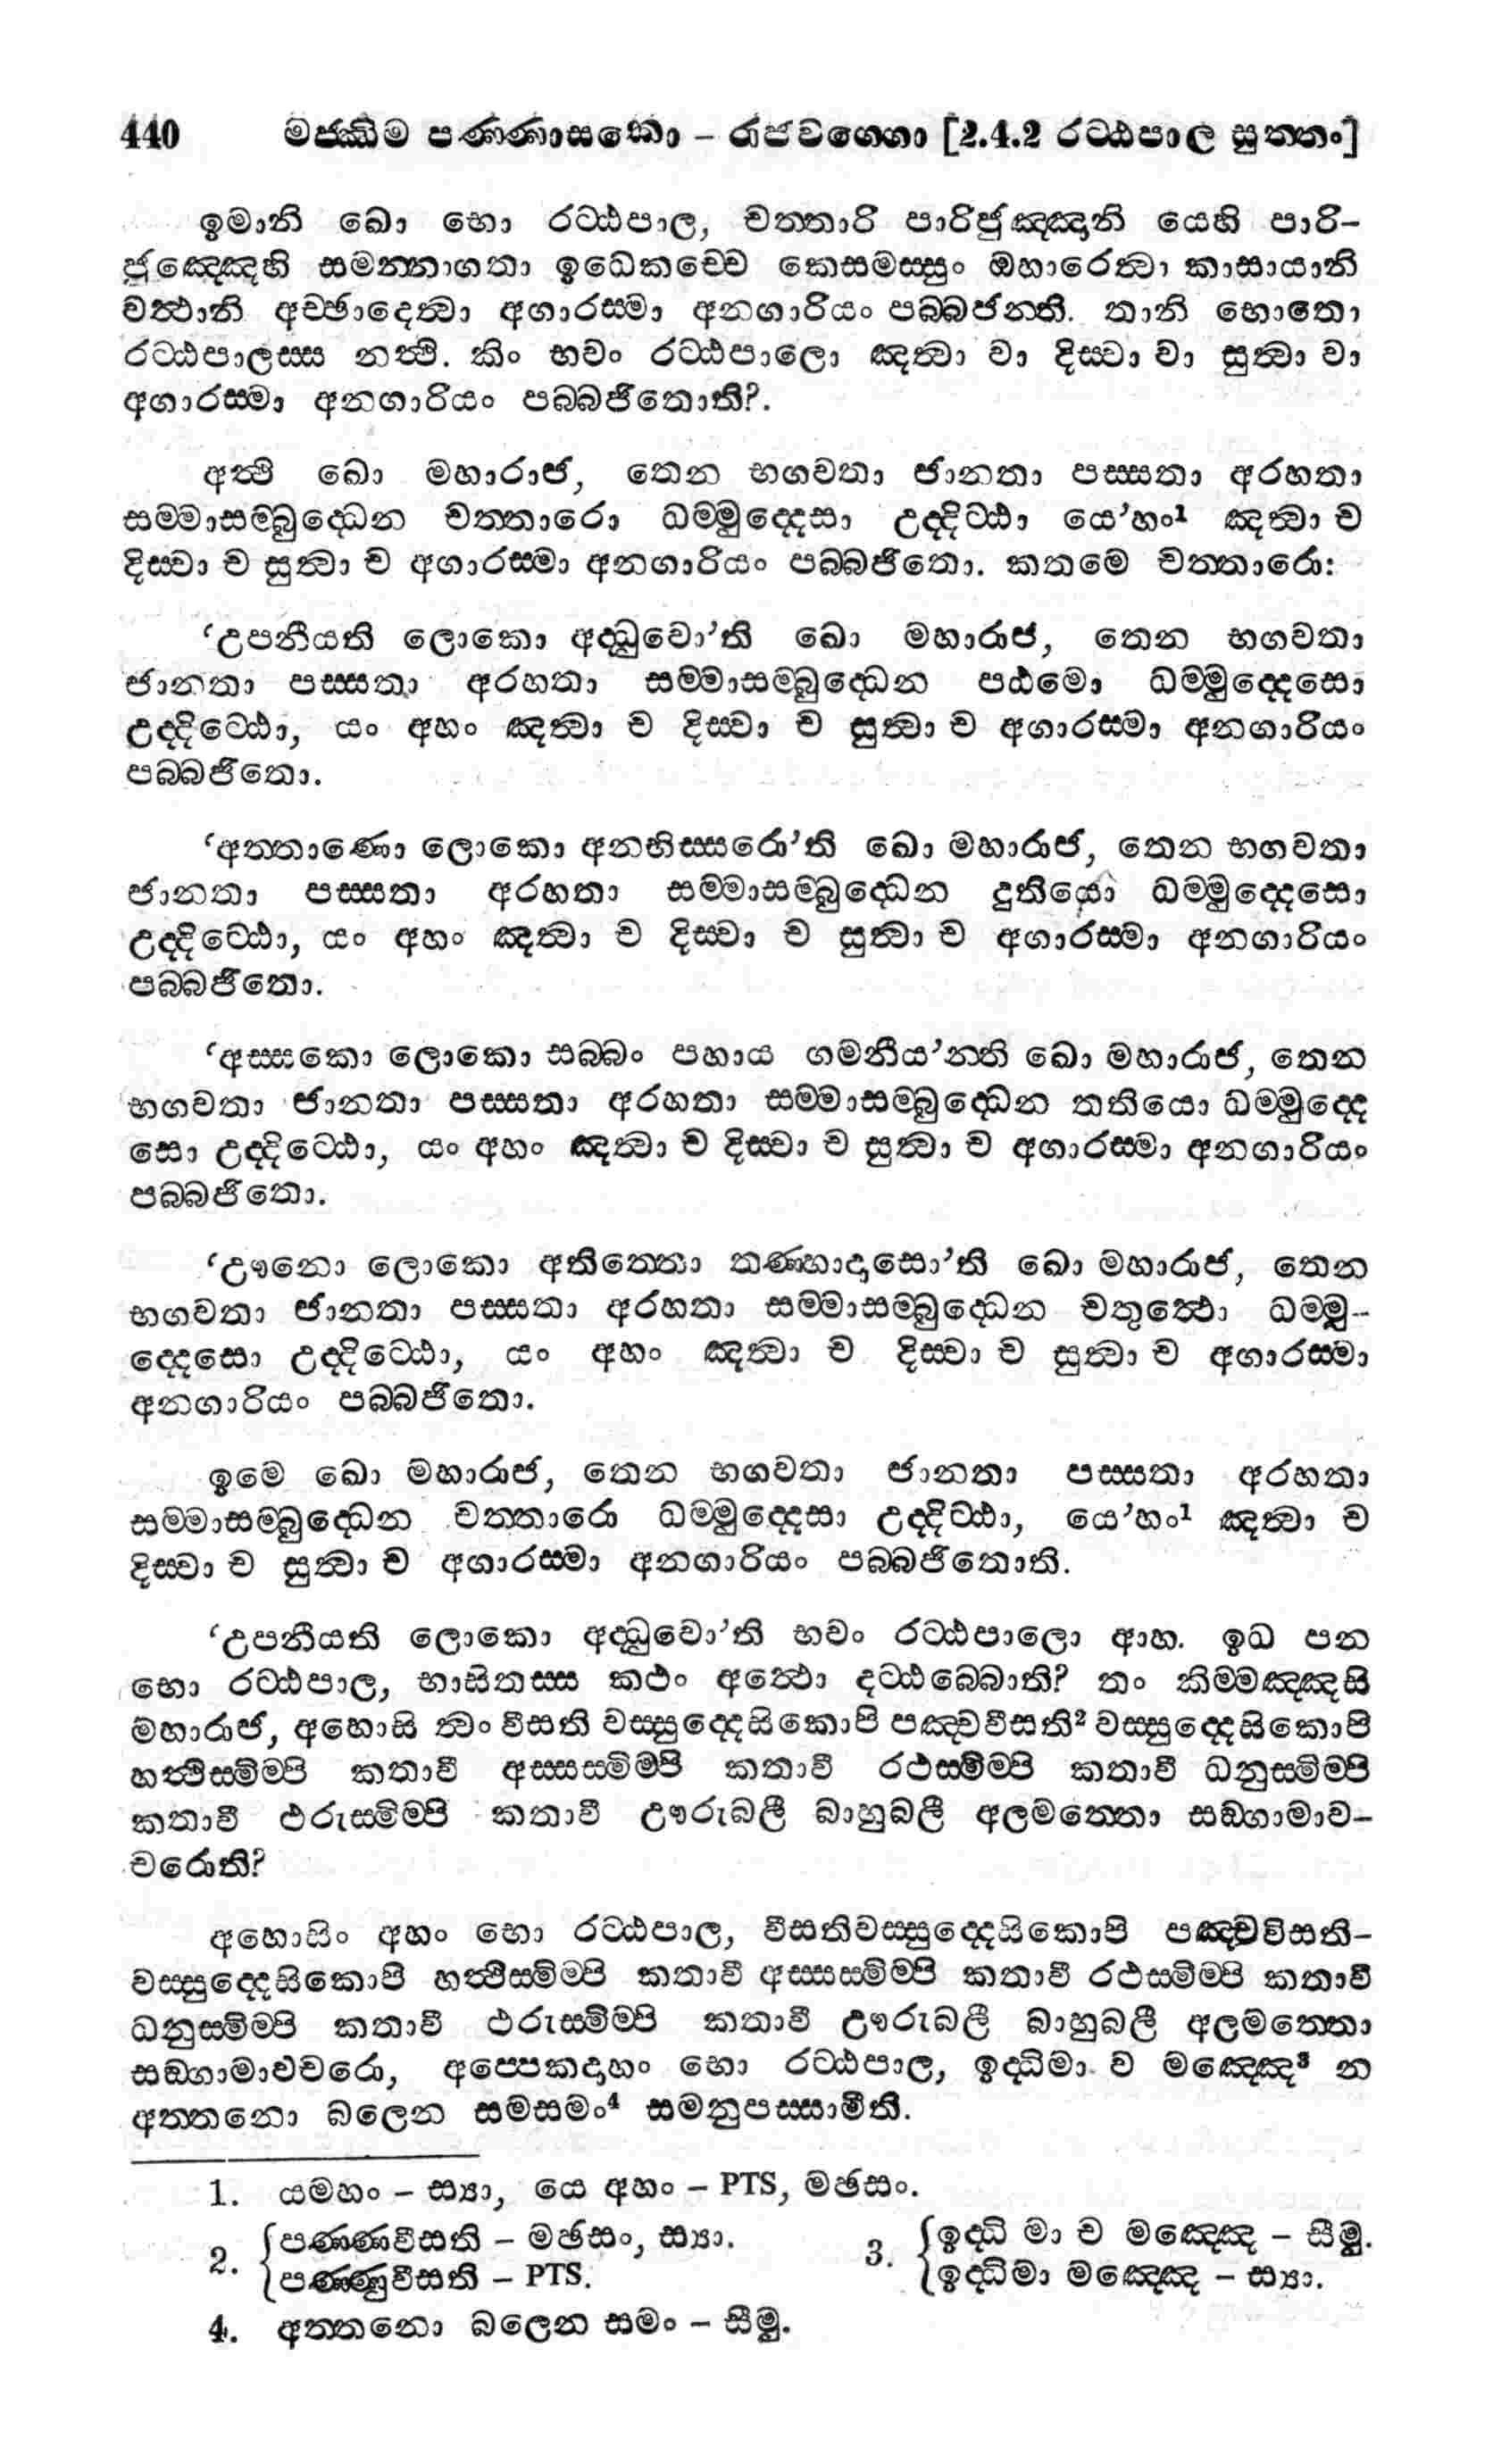 440 මජ්ඣිම පණ්ණාසකො – රාජවග්ගො [2.4.2 රට්ඨපාල සුත්තං]
ඉමානි ඛො භො රට්ඨපාල, චත්තාරි පාරිජුඤ්ඤානි යෙහි පාරි-
ජුඤ්ඤෙහි සමන්නාගතා ඉධෙකච්චෙ කෙසමස්සුං ඔහාරෙත්වා කාසායානි
වත්ථානි අච්ඡාදෙත්වා අගාරස්මා අනගාරියං පබ්බජන්ති. තානි භොතො
රට්ඨපාලස්ස නත්ථි. කිං භවං රට්ඨපාලො ඤත්වා වා දිස්වා වා සුත්වා වා
අගාරස්මා අනගාරියං පබ්බජිතොති?.
අත්ථි ඛො මහාරාජ, තෙන භගවතා ජානතා පස්සතා අරහතා
සම්මාසම්බුද්ධෙන චත්තාරො ධම්මුද්දෙසා උද්දිට්ඨා යෙ'හං¹ ඤත්වා ච
දිස්වා ච සුත්වා ච අගාරස්මා අනගාරියං පබ්බජිතො. කතමෙ චත්තාරො:
‘උපනීයති ලොකො අද්ධුවො'ති ඛො මහාරාජ, තෙන භගවතා
ජානතා පස්සතා අරහතා සම්මාසම්බුද්ධෙන පඨමො ධම්මුද්දෙසො
උද්දිට්ඨො, යං අහං ඤත්වා ච දිස්වා ච සුත්වා ච අගාරස්මා අනගාරියං
පබ්බජිතො.
‘අත්තාණො ලොකො අනභිස්සරො'ති ඛො මහාරාජ, තෙන භගවතා
ජානතා පස්සතා අරහතා සම්මාසම්බුද්ධෙන දුතියො ධම්මුද්දෙසො
උද්දිට්ඨො, යං අහං ඤත්වා ච දිස්වා ච සුත්වා ච අගාරස්මා අනගාරියං
පබ්බජිතො.
‘අස්සකො ලොකො සබ්බං පහාය ගමනීය'න්ති ඛො මහාරාජ, තෙන
භගවතා ජානතා පස්සතා අරහතා සම්මාසම්බුද්ධෙන තතියො ධම්මුද්දෙ
සො උද්දිට්ඨො, යං අහං ඤත්වා ච දිස්වා ච සුත්වා ච අගාරස්මා අනගාරියං
පබ්බජිතො.
‘ඌනො ලොකො අතිත්තො තණ්හාදාසො'ති ඛො මහාරාජ, තෙන
භගවතා ජානතා පස්සතා අරහතා සම්මාසම්බුද්ධෙන චතුත්ථො ධම්මු-
ද්දෙසො උද්දිට්ඨො, යං අහං ඤත්වා ච දිස්වා ච සුත්වා ච අගාරස්මා
අනගාරියං පබ්බජිතො.
ඉමෙ ඛො මහාරාජ, තෙන භගවතා ජානතා පස්සතා අරහතා
සම්මාසම්බුද්ධෙන චත්තාරො ධම්මුද්දෙසා උද්දිට්ඨා, යෙ'හං¹ ඤත්වා ච
දිස්වා ච සුත්වා ච අගාරස්මා අනගාරියං පබ්බජිතොති.
‘උපනීයති ලොකො අද්ධුවො'ති භවං රට්ඨපාලො ආහ. ඉධ පන
භො රට්ඨපාල, භාසිතස්ස කථං අත්ථො දට්ඨබ්බොති? තං කිම්මඤ්ඤසි
මහාරාජ, අහොසි ත්වං වීසති වස්සුද්දෙසිකොපි පඤ්චවීසති² වස්සුද්දෙසිකොපි
හත්ථිස්මිම්පි කතාවී අස්සස්මිම්පි කතාවී රථස්මිම්පි කතාවී ධනුස්මිම්පි
කතාවී ථරුස්මිම්පි කතාවී ඌරුබලී බාහුබලී අලමත්තො සඞ්ගාමාව-
චරොති?
අහොසිං අහං භො රට්ඨපාල, වීසතිවස්සුද්දෙසිකොපි පඤ්චවීසති-
වස්සුද්දෙසිකොපි හත්ථිස්මිම්පි කතාවී අස්සස්මිම්පි කතාවී රථස්මිම්පි කතාවී
ධනුස්මිම්පි කතාවී ථරුස්මිම්පි කතාවී ඌරුබලී බාහුබලී අලමත්තො
සඞ්ගාමාවචරො, අප්පෙකදාහං භො රට්ඨපාල, ඉද්ධිමා ව මඤ්ඤෙ³ න
අත්තනො බලෙන සමසමං⁴ සමනුපස්සාමීති.
1. යමහං – ස්‍යා, යෙ අහං – PTS, මඡසං.
2. {පණ්ණවීසති – මඡසං, ස්‍යා.
{පණ්ණුවීසති – PTS.
3. {ඉද්ධි මා ච මඤ්ඤෙ – සීමු.
{ඉද්ධිමා මඤ්ඤෙ – ස්‍යා.
4. අත්තනො බලෙන සමං – සීමු.